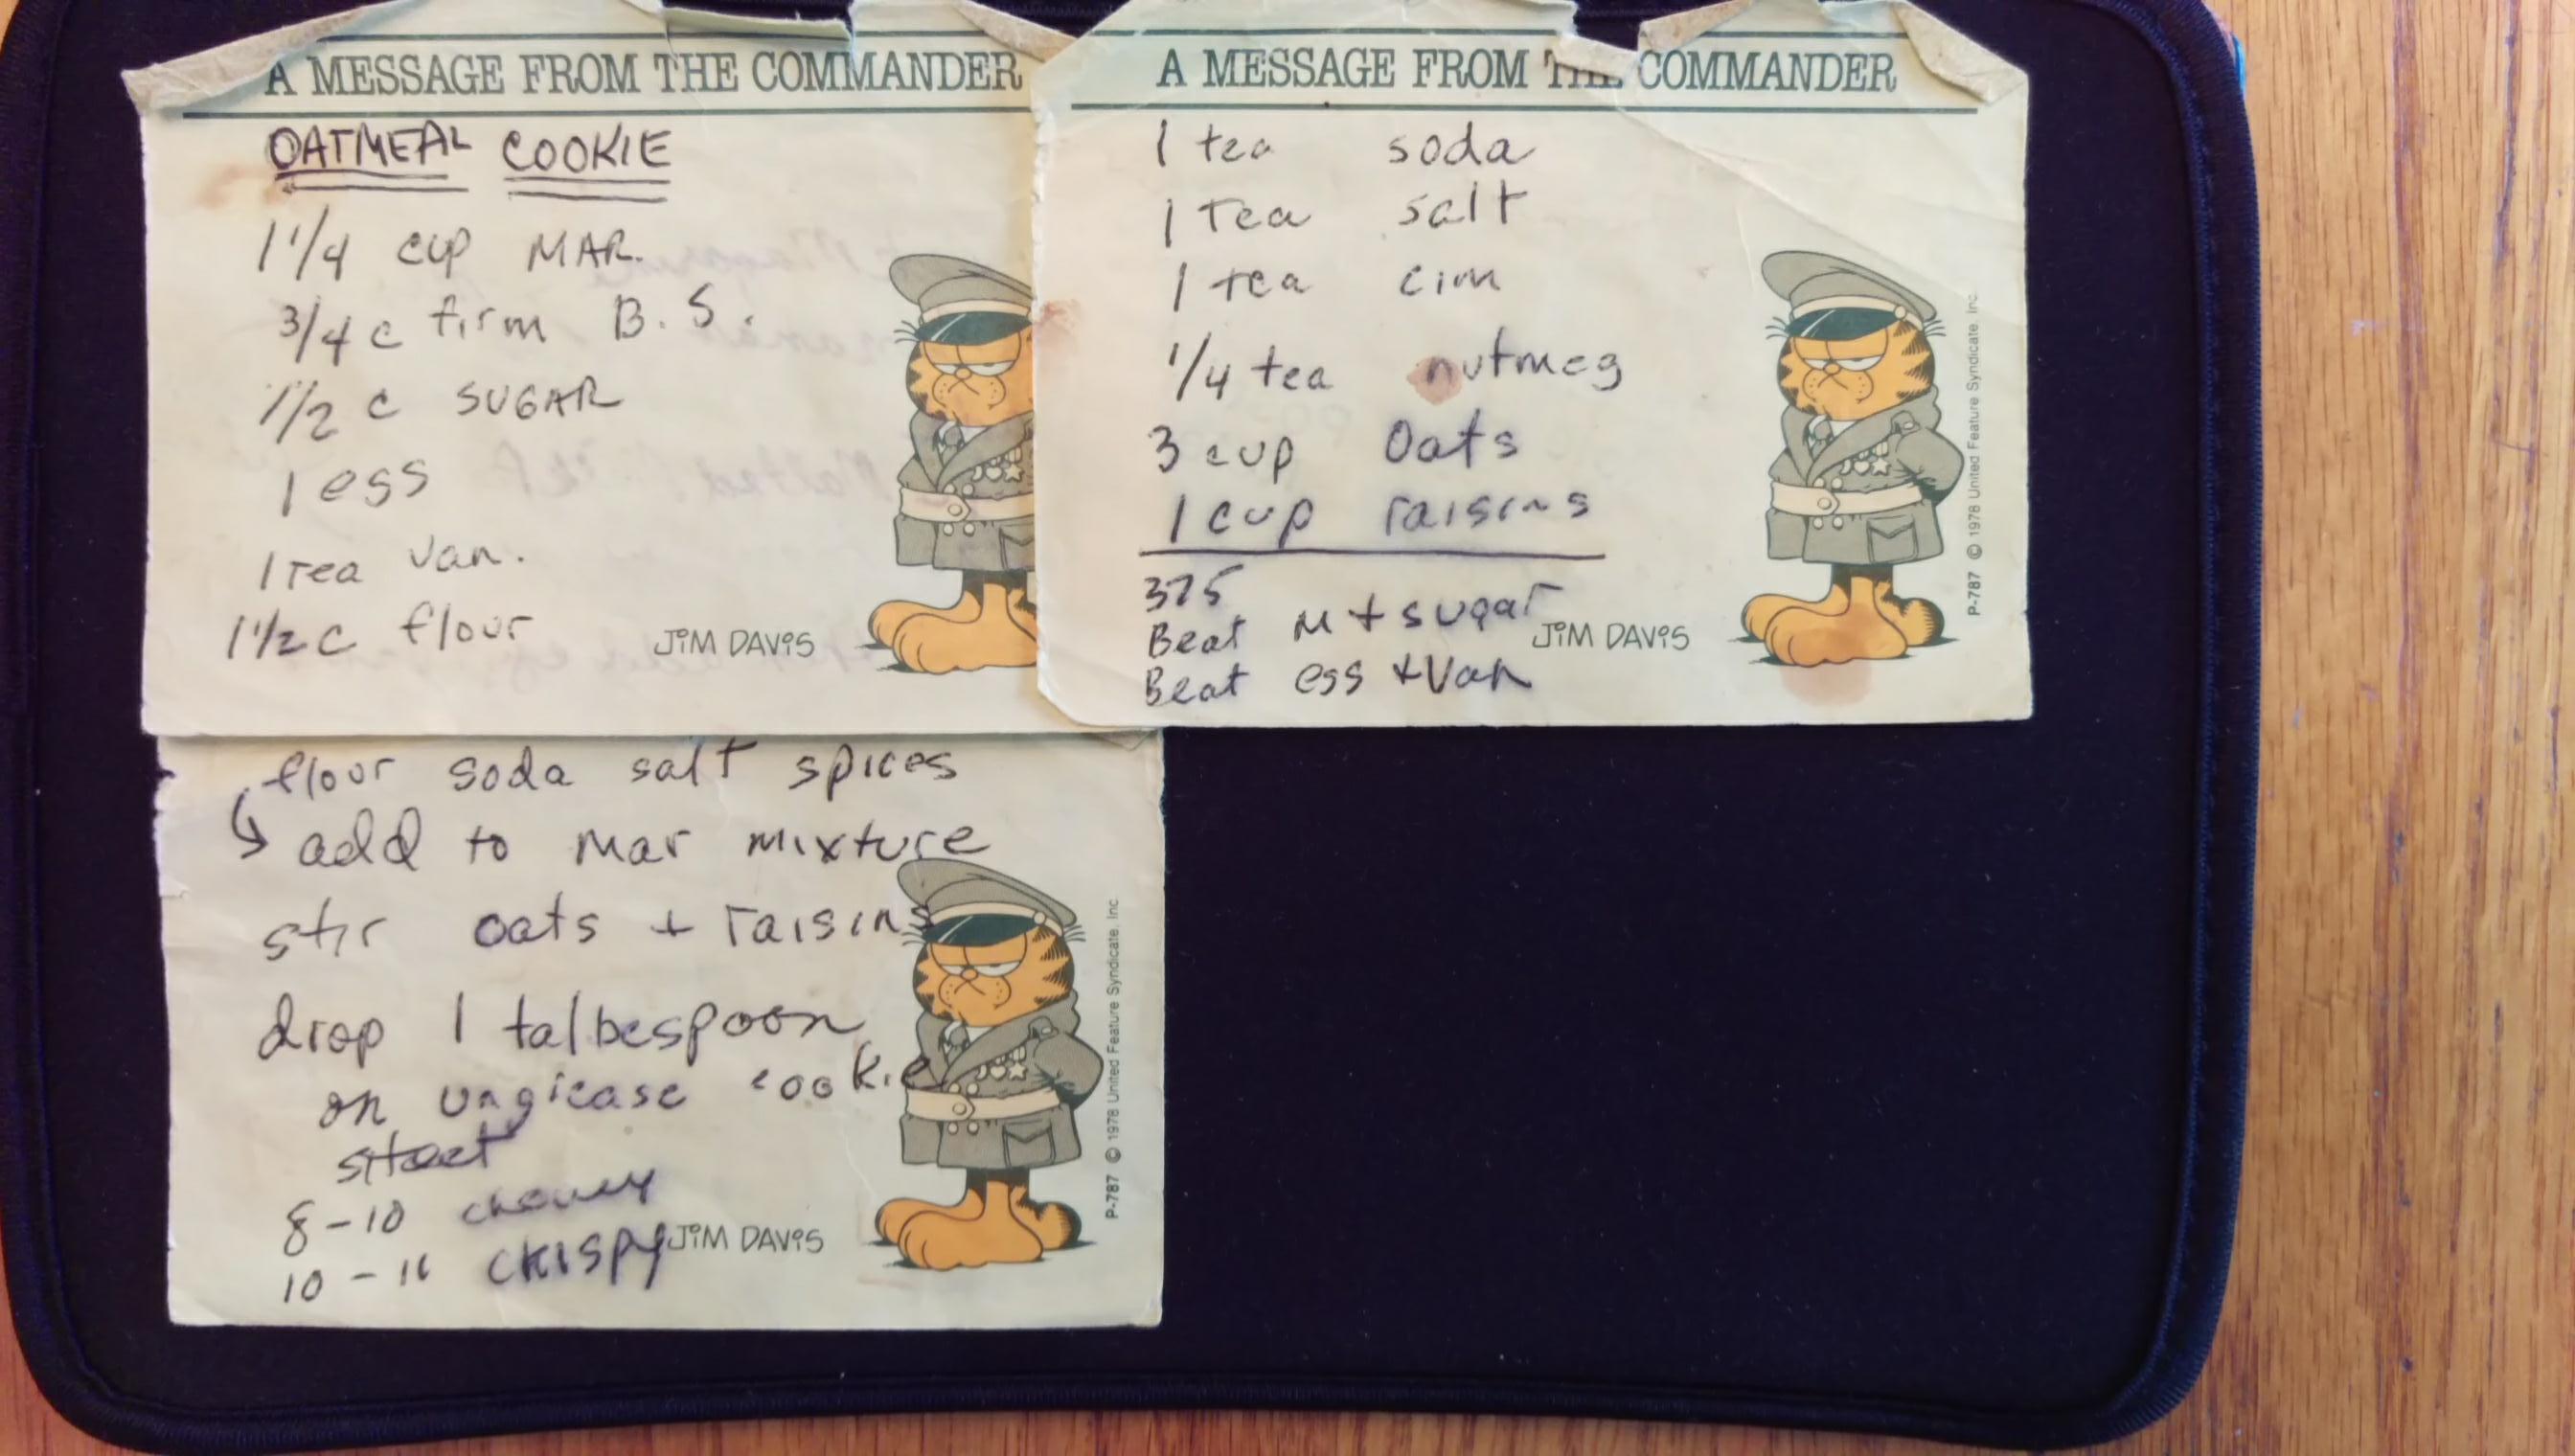 A MESSAGE FROM THE COMMANDER
OATMEAL COOKIE
1 1/4 cup MAR.
3/4 c firm B.S.
1/2 c SUGAR
1 egg
1 tea van.
1 1/2 c flour
JIM DAVIS
A MESSAGE FROM THE COMMANDER
1 tea soda
1 Tea salt
1 tea cim
1/4 tea nutmeg
3 cup Oats
1 cup raisins
375
Beat M + sugar
Beat egg + Van
JIM DAVIS
P-787 © 1978 United Feature Syndicate, Inc.
flour soda salt spices
add to mar mixture
stir oats + raisins
drop 1 talbespoon
on ungrease cookie
sheet
8-10 chewy
10-11 CRISPY
JIM DAVIS
P-787 © 1978 United Feature Syndicate, Inc